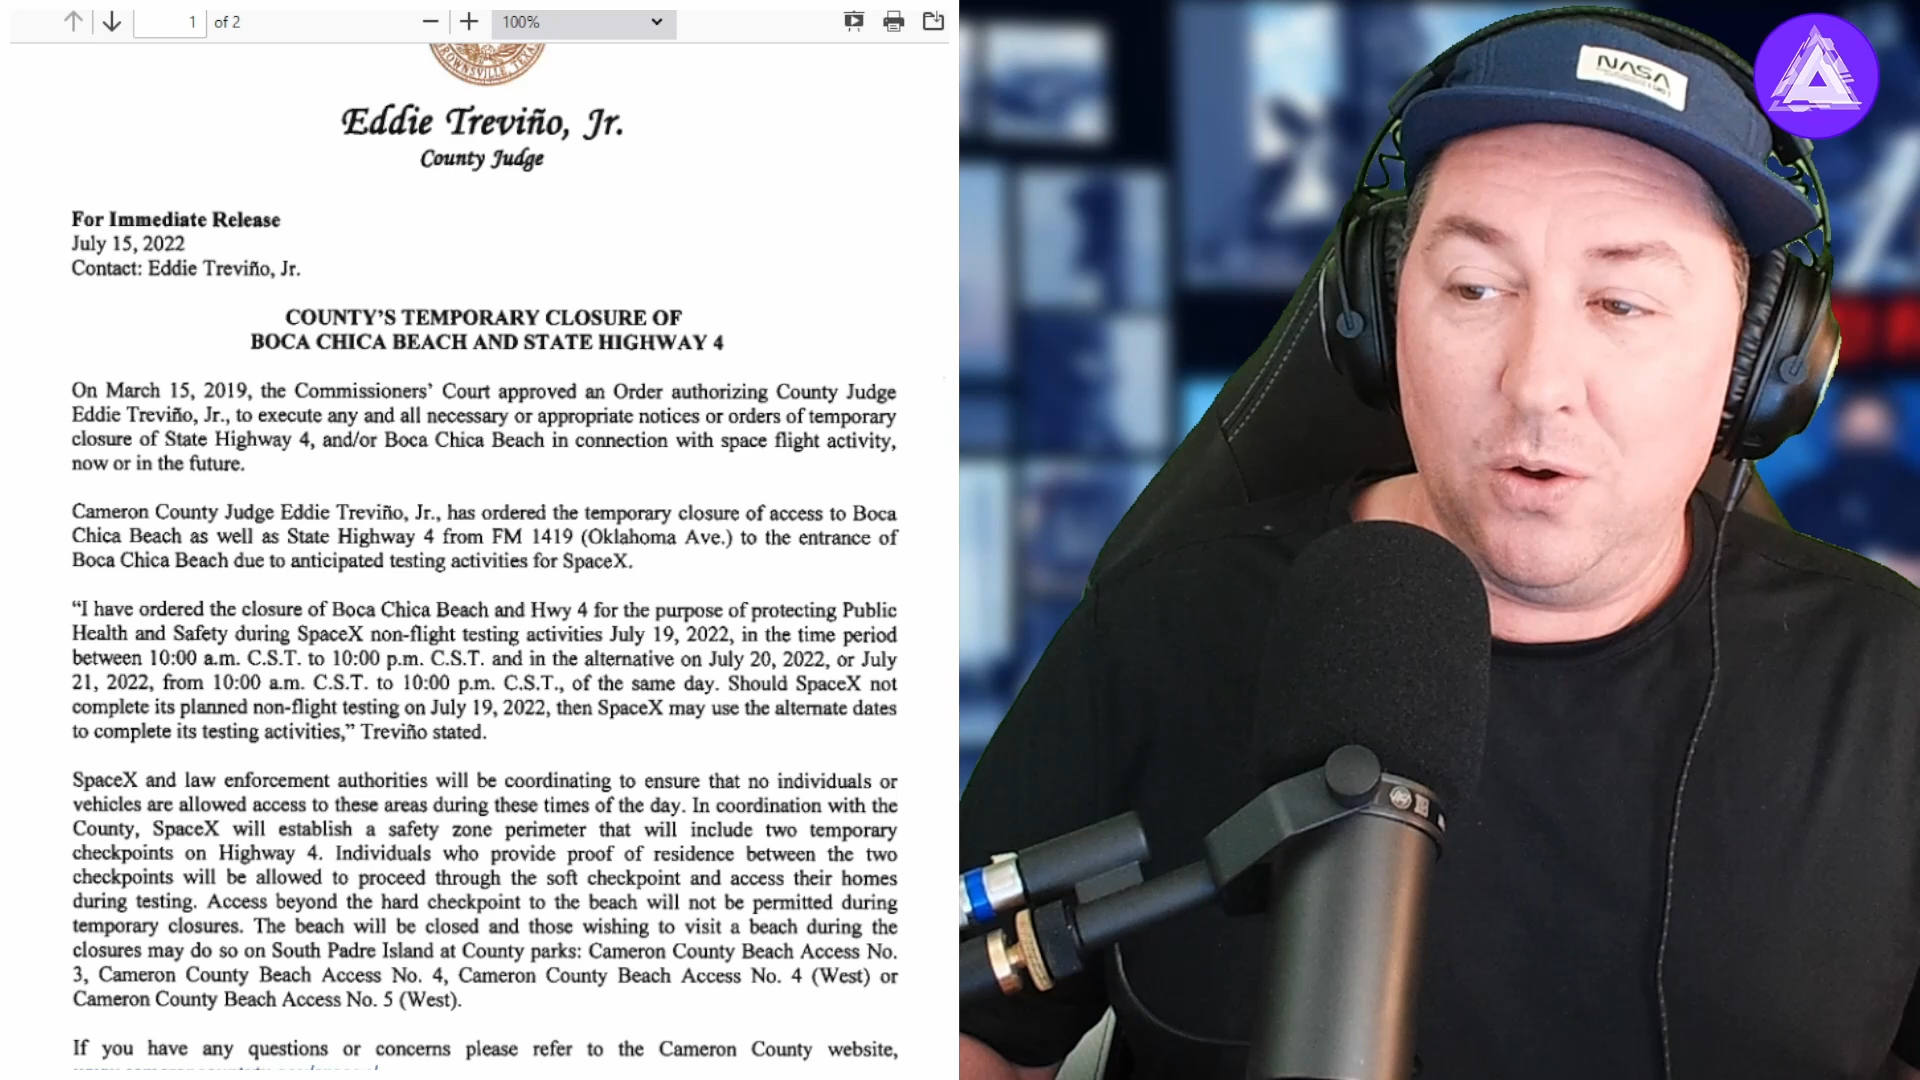 1 of 2 100%
BROWNSVILLE, TEXAS
Eddie Treviño, Jr.
County Judge
For Immediate Release
July 15, 2022
Contact: Eddie Treviño, Jr.
COUNTY'S TEMPORARY CLOSURE OF
BOCA CHICA BEACH AND STATE HIGHWAY 4
On March 15, 2019, the Commissioners' Court approved an Order authorizing County Judge
Eddie Treviño, Jr., to execute any and all necessary or appropriate notices or orders of temporary
closure of State Highway 4, and/or Boca Chica Beach in connection with space flight activity,
now or in the future.
Cameron County Judge Eddie Treviño, Jr., has ordered the temporary closure of access to Boca
Chica Beach as well as State Highway 4 from FM 1419 (Oklahoma Ave.) to the entrance of
Boca Chica Beach due to anticipated testing activities for SpaceX.
“I have ordered the closure of Boca Chica Beach and Hwy 4 for the purpose of protecting Public
Health and Safety during SpaceX non-flight testing activities July 19, 2022, in the time period
between 10:00 a.m. C.S.T. to 10:00 p.m. C.S.T. and in the alternative on July 20, 2022, or July
21, 2022, from 10:00 a.m. C.S.T. to 10:00 p.m. C.S.T., of the same day. Should SpaceX not
complete its planned non-flight testing on July 19, 2022, then SpaceX may use the alternate dates
to complete its testing activities,” Treviño stated.
SpaceX and law enforcement authorities will be coordinating to ensure that no individuals or
vehicles are allowed access to these areas during these times of the day. In coordination with the
County, SpaceX will establish a safety zone perimeter that will include two temporary
checkpoints on Highway 4. Individuals who provide proof of residence between the two
checkpoints will be allowed to proceed through the soft checkpoint and access their homes
during testing. Access beyond the hard checkpoint to the beach will not be permitted during
temporary closures. The beach will be closed and those wishing to visit a beach during the
closures may do so on South Padre Island at County parks: Cameron County Beach Access No.
3, Cameron County Beach Access No. 4, Cameron County Beach Access No. 4 (West) or
Cameron County Beach Access No. 5 (West).
If you have any questions or concerns please refer to the Cameron County website,
NASA